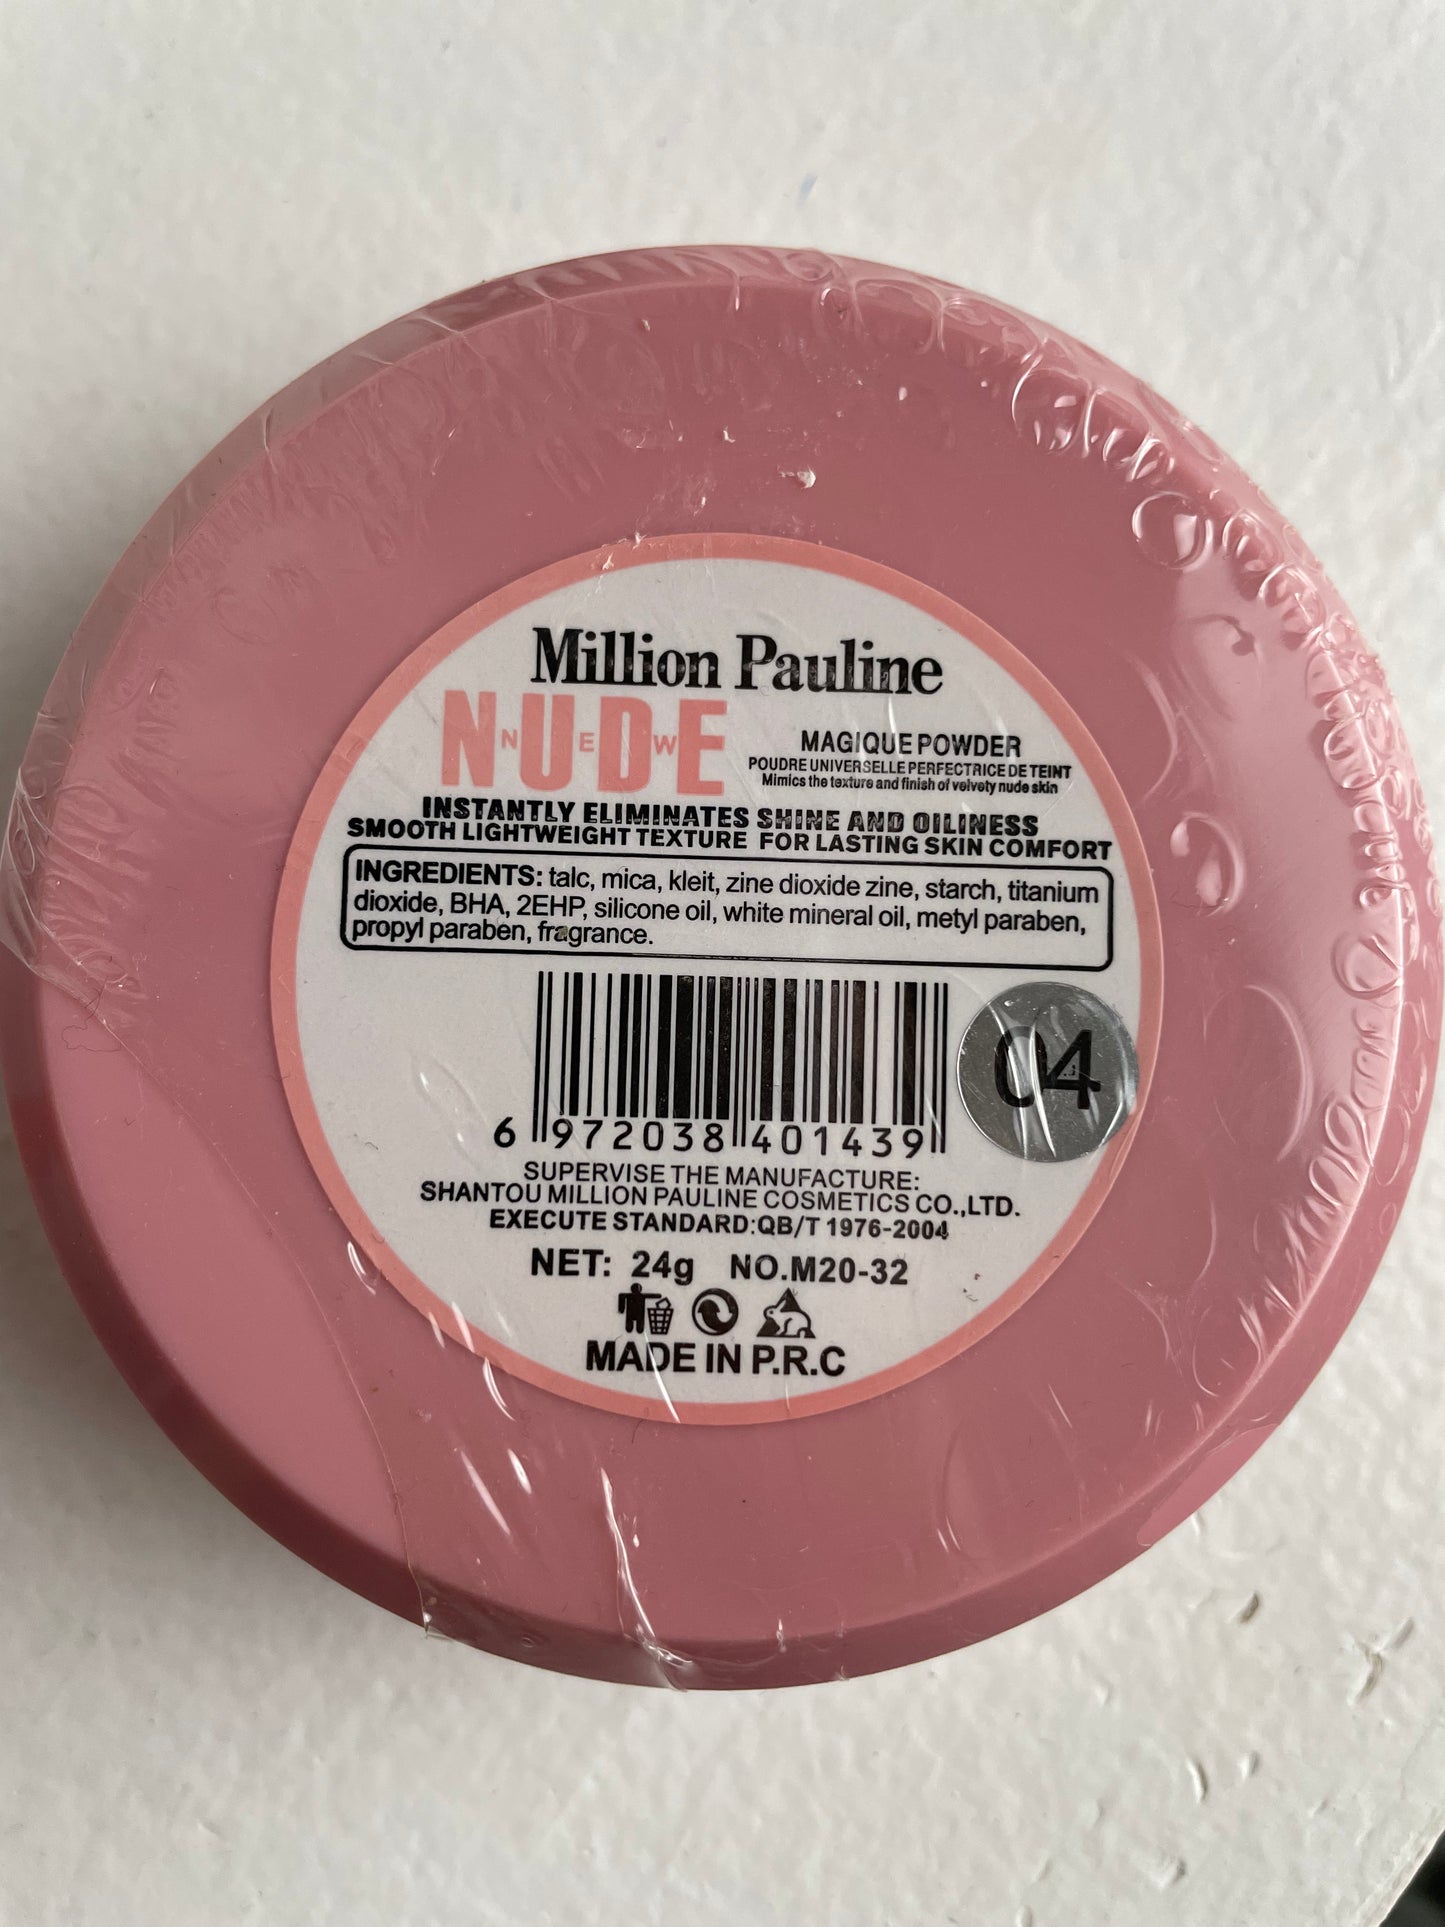 Million Pauline
NUDE
NEW
MAGIQUE POWDER
POUDRE UNIVERSELLE PERFECTRICE DE TEINT
Mimics the texture and finish of velvety nude skin
INSTANTLY ELIMINATES SHINE AND OILINESS
SMOOTH LIGHTWEIGHT TEXTURE FOR LASTING SKIN COMFORT
INGREDIENTS: talc, mica, kleit, zine dioxide zine, starch, titanium
dioxide, BHA, 2EHP, silicone oil, white mineral oil, metyl paraben,
propyl paraben, fragrance.
04
6 972038 401439
SUPERVISE THE MANUFACTURE:
SHANTOU MILLION PAULINE COSMETICS CO.,LTD.
EXECUTE STANDARD:QB/T 1976-2004
NET: 24g NO.M20-32
MADE IN P.R.C